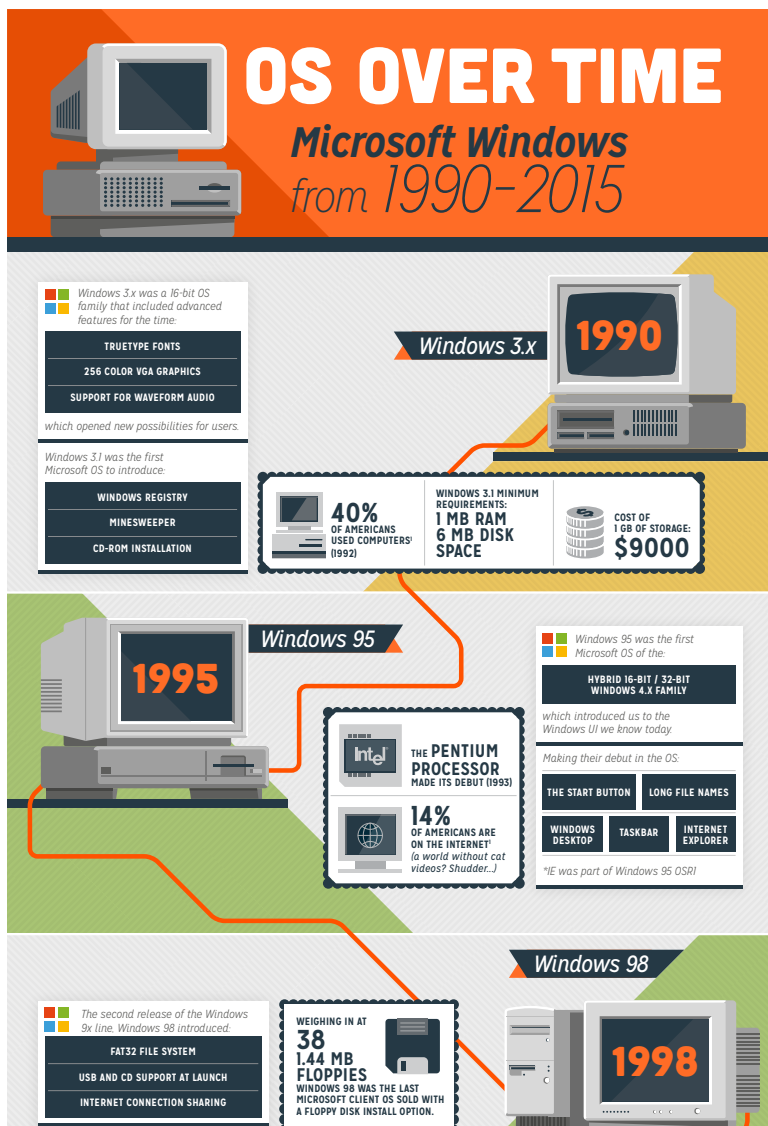 OS OVER TIME
Microsoft Windows
from 1990-2015
Windows 3.x was a 16-bit OS
family that included advanced
features for the time:
TRUETYPE FONTS
256 COLOR VGA GRAPHICS
SUPPORT FOR WAVEFORM AUDIO
which opened new possibilities for users.
Windows 3.1 was the first
Microsoft OS to introduce:
WINDOWS REGISTRY
MINESWEEPER
CD-ROM INSTALLATION
Windows 3.x
1990
40%
OF AMERICANS
USED COMPUTERS¹
(1992)
WINDOWS 3.1 MINIMUM
REQUIREMENTS:
1 MB RAM
6 MB DISK
SPACE
COST OF
1 GB OF STORAGE:
$9000
1995
Windows 95
Intel
THE PENTIUM
PROCESSOR
MADE ITS DEBUT (1993)
14%
OF AMERICANS ARE
ON THE INTERNET¹
(a world without cat
videos? Shudder...)
Windows 95 was the first
Microsoft OS of the:
HYBRID 16-BIT / 32-BIT
WINDOWS 4.X FAMILY
which introduced us to the
Windows UI we know today.
Making their debut in the OS:
THE START BUTTON
LONG FILE NAMES
WINDOWS
DESKTOP
TASKBAR
INTERNET
EXPLORER
*IE was part of Windows 95 OSR1
Windows 98
1998
The second release of the Windows
9x line, Windows 98 introduced:
FAT32 FILE SYSTEM
USB AND CD SUPPORT AT LAUNCH
INTERNET CONNECTION SHARING
WEIGHING IN AT
38
1.44 MB
FLOPPIES
WINDOWS 98 WAS THE LAST
MICROSOFT CLIENT OS SOLD WITH
A FLOPPY DISK INSTALL OPTION.